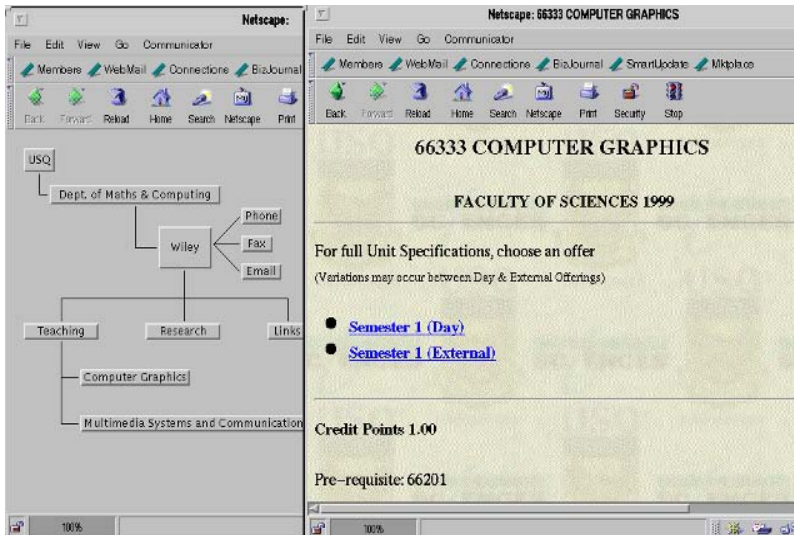 Netscape:
File Edit View Go Communicator
Members WebMail Connections BizJournal
Back Forward Reload Home Search Netscape Print
USQ
Dept. of Maths & Computing
Phone
Wiley
Fax
Email
Teaching Research Links
Computer Graphics
Multimedia Systems and Communication
100%
Netscape: 66333 COMPUTER GRAPHICS
File Edit View Go Communicator
Members WebMail Connections BizJournal SmartUpdate Mktplace
Back Forward Reload Home Search Netscape Print Security Stop
66333 COMPUTER GRAPHICS
FACULTY OF SCIENCES 1999
For full Unit Specifications, choose an offer
(Variations may occur between Day & External Offerings)
Semester 1 (Day)
Semester 1 (External)
Credit Points 1.00
Pre-requisite: 66201
100%